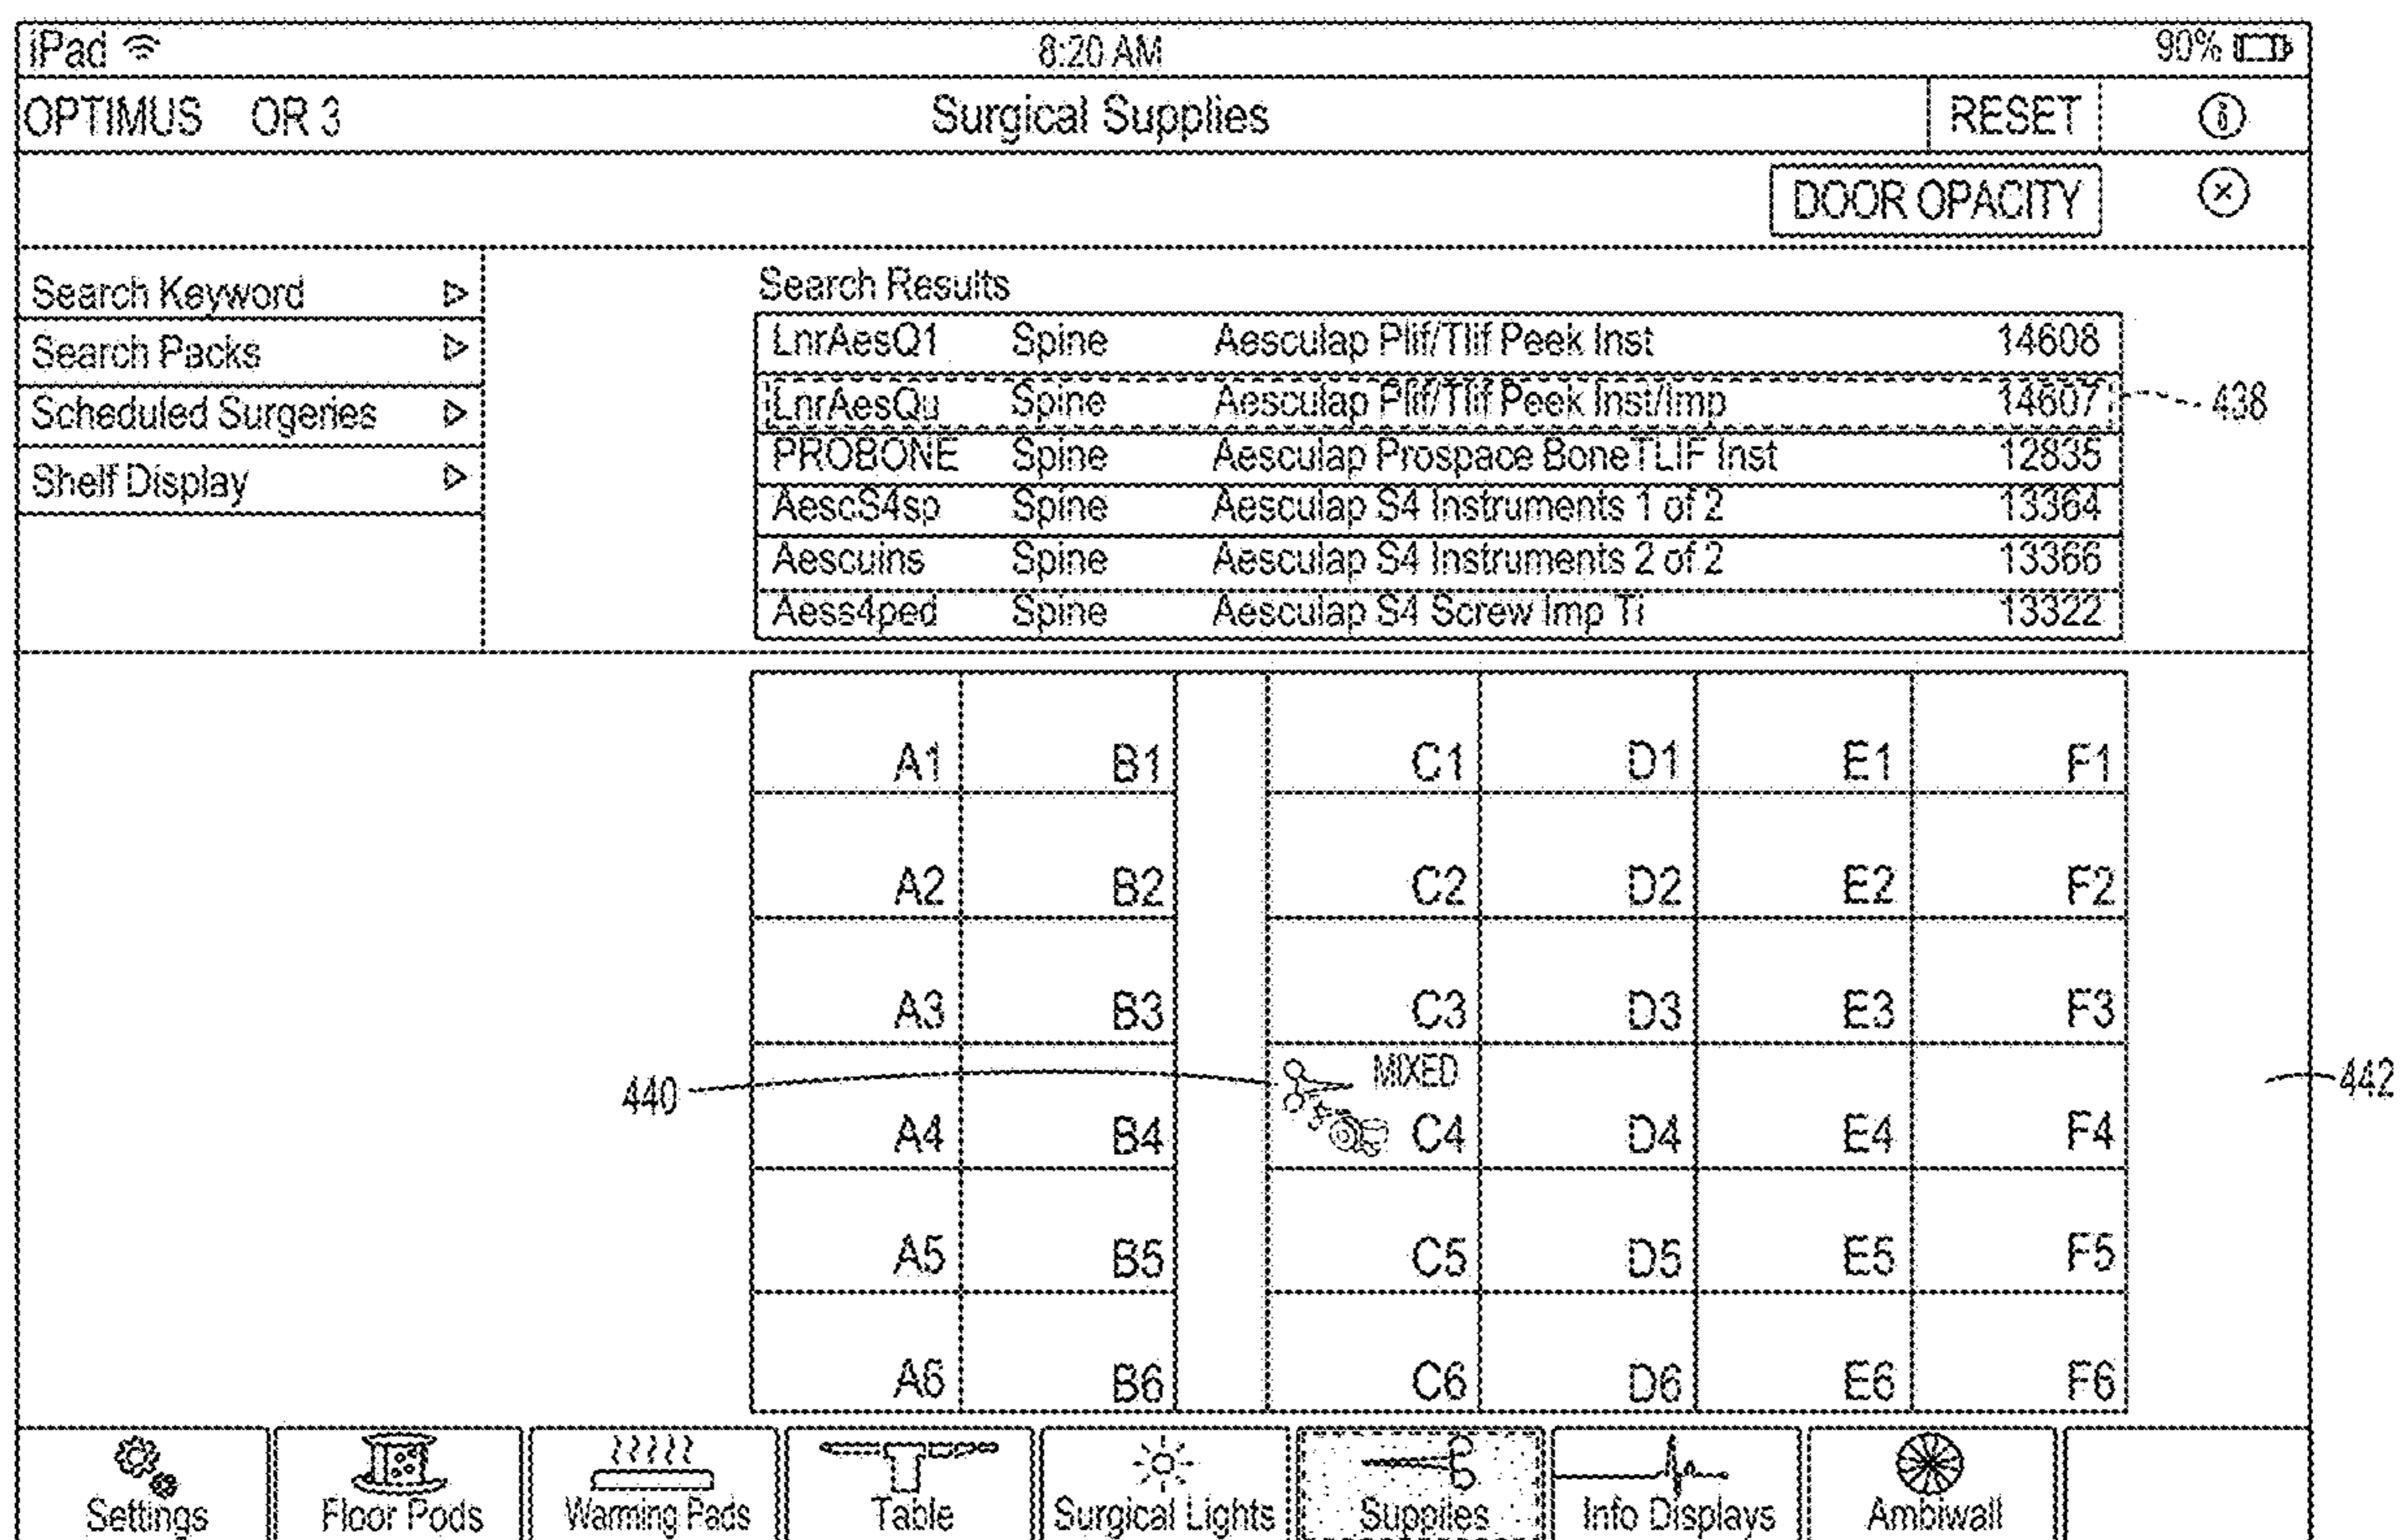 iPad 8:20 AM 90%
OPTIMUS OR 3 Surgical Supplies RESET i
DOOR OPACITY ×
Search Keyword
Search Packs
Scheduled Surgeries
Shelf Display
Search Results
LnrAesQ1 Spine Aesculap Plif/Tlif Peek Inst 14608
LnrAesQu Spine Aesculap Plif/Tlif Peek Inst/Imp 14607 438
PROBONE Spine Aesculap Prospace BoneTLIF Inst 12835
AescS4sp Spine Aesculap S4 Instruments 1 of 2 13364
Aescuins Spine Aesculap S4 Instruments 2 of 2 13366
Aess4ped Spine Aesculap S4 Screw Imp Ti 13322
A1 B1 C1 D1 E1 F1
A2 B2 C2 D2 E2 F2
A3 B3 C3 D3 E3 F3
440 MIXED 442
A4 B4 C4 D4 E4 F4
A5 B5 C5 D5 E5 F5
A6 B6 C6 D6 E6 F6
Settings Floor Pods Warming Pads Table Surgical Lights Supplies Info Displays Ambiwall